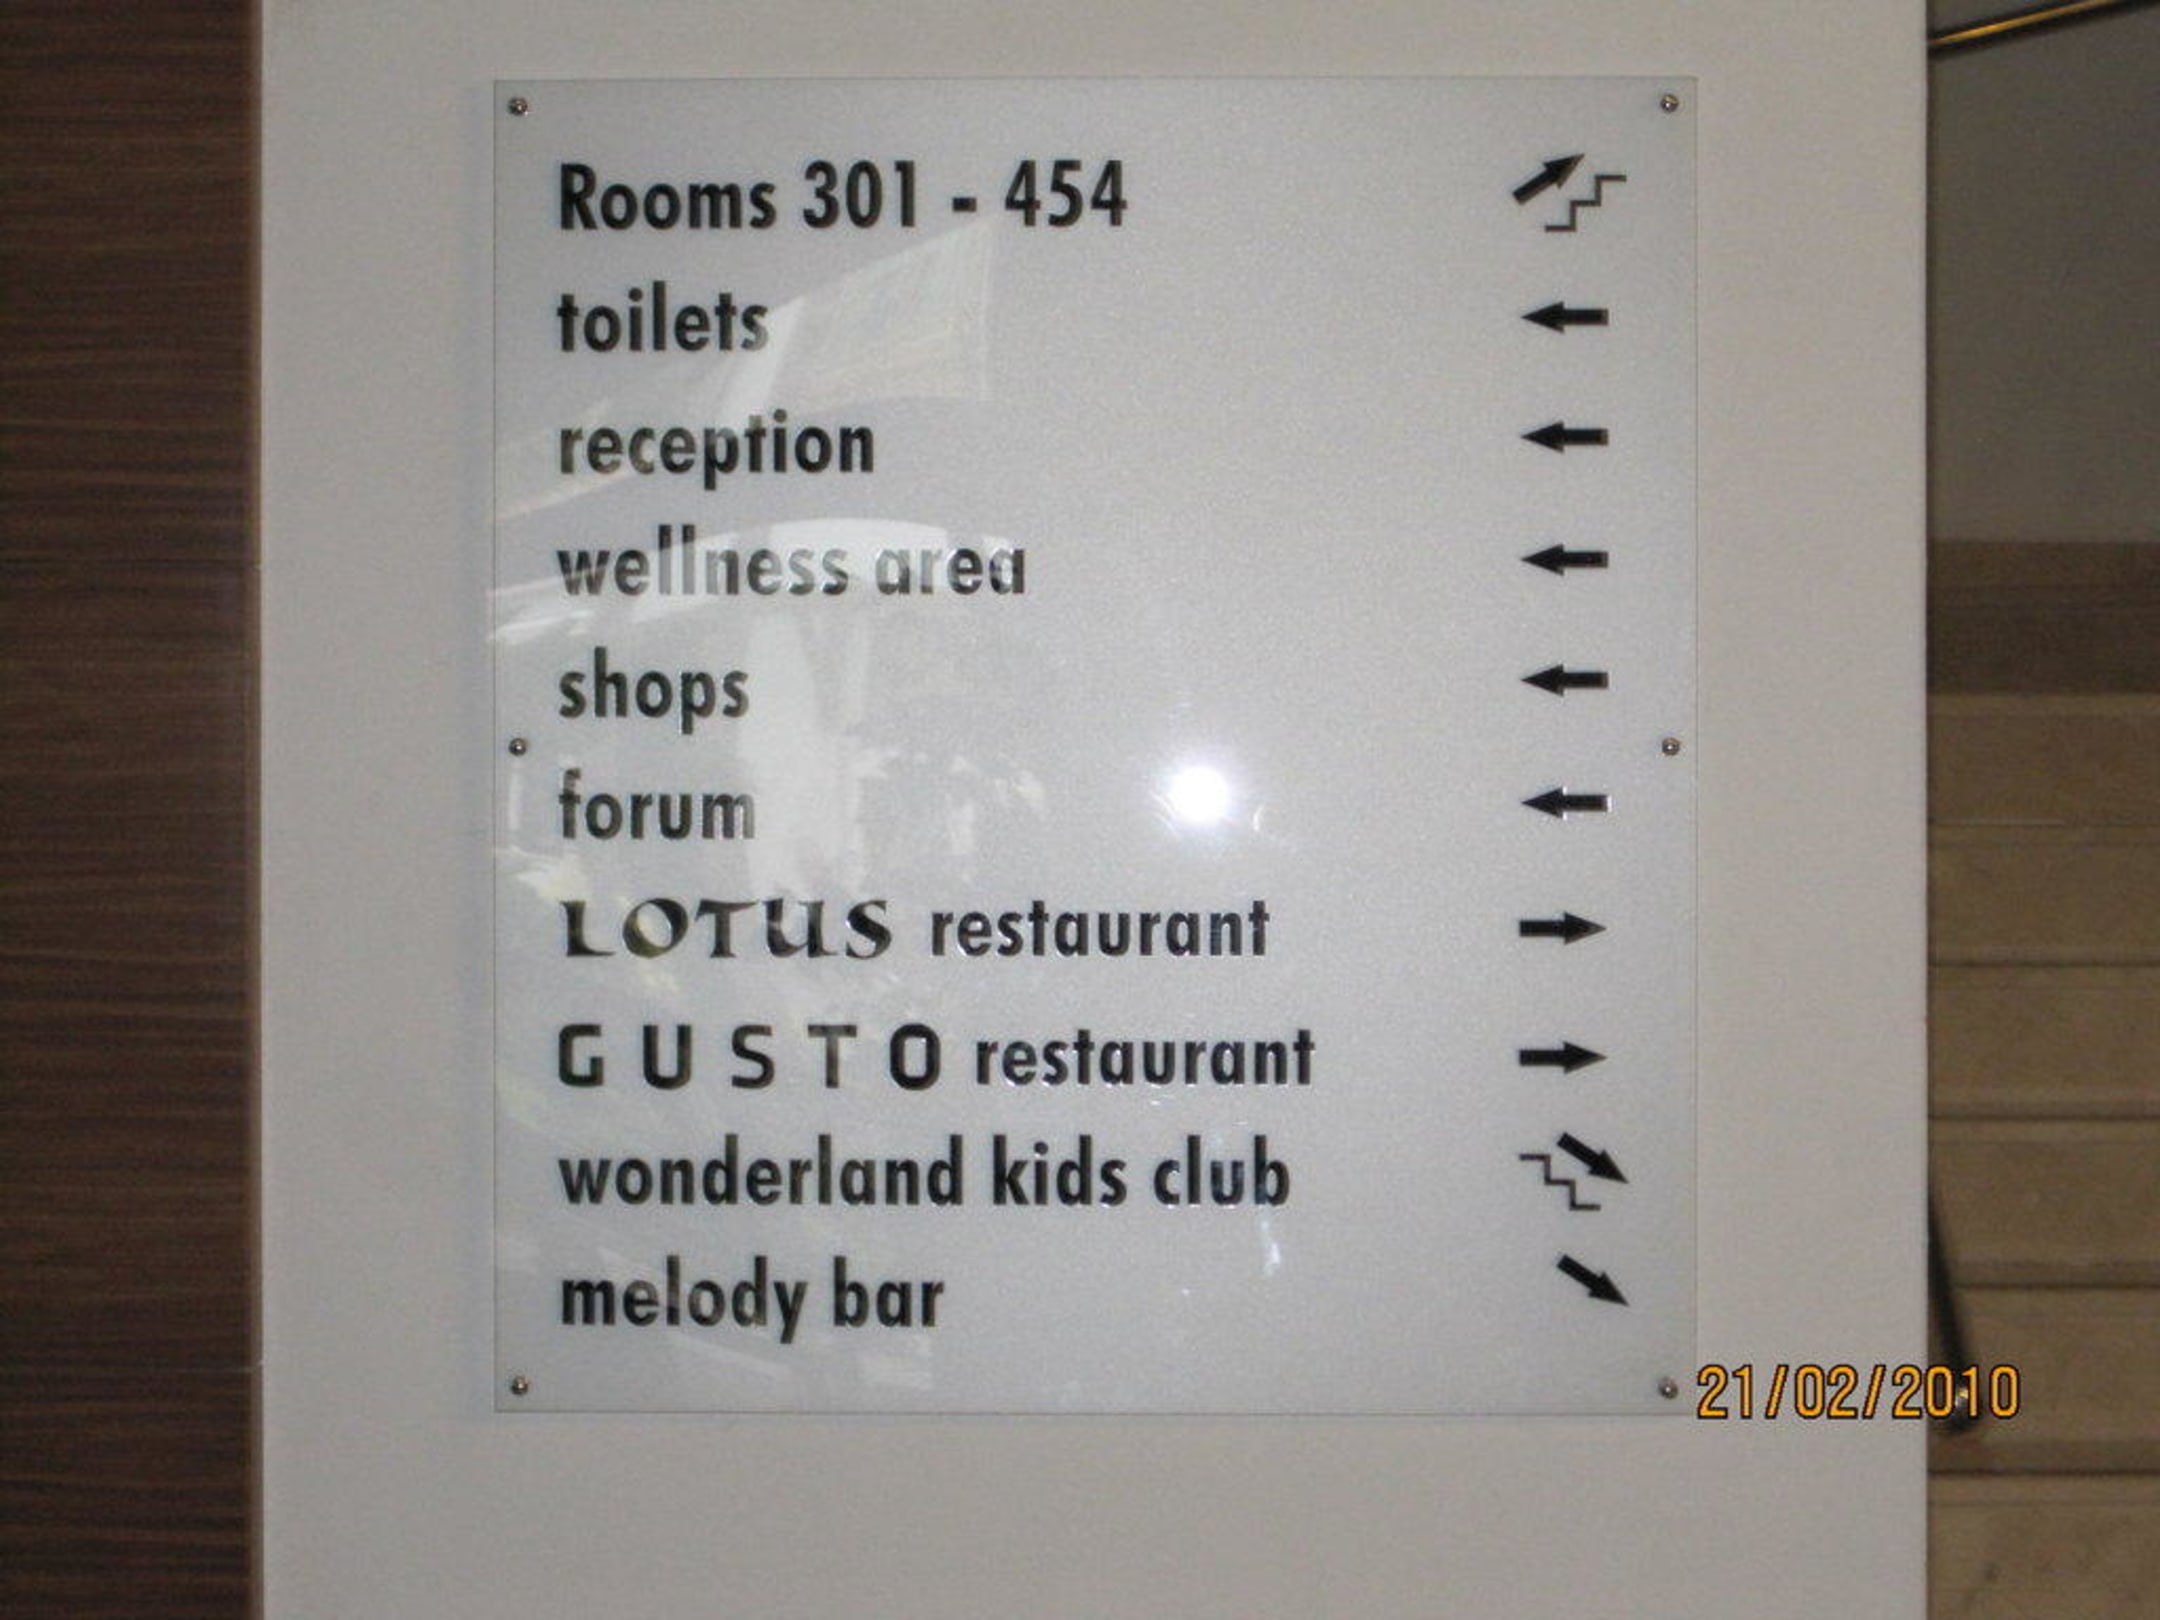 Rooms 301 - 454
toilets
reception
wellness area
shops
forum
LOTUS restaurant
GUSTO restaurant
wonderland kids club
melody bar
21/02/2010